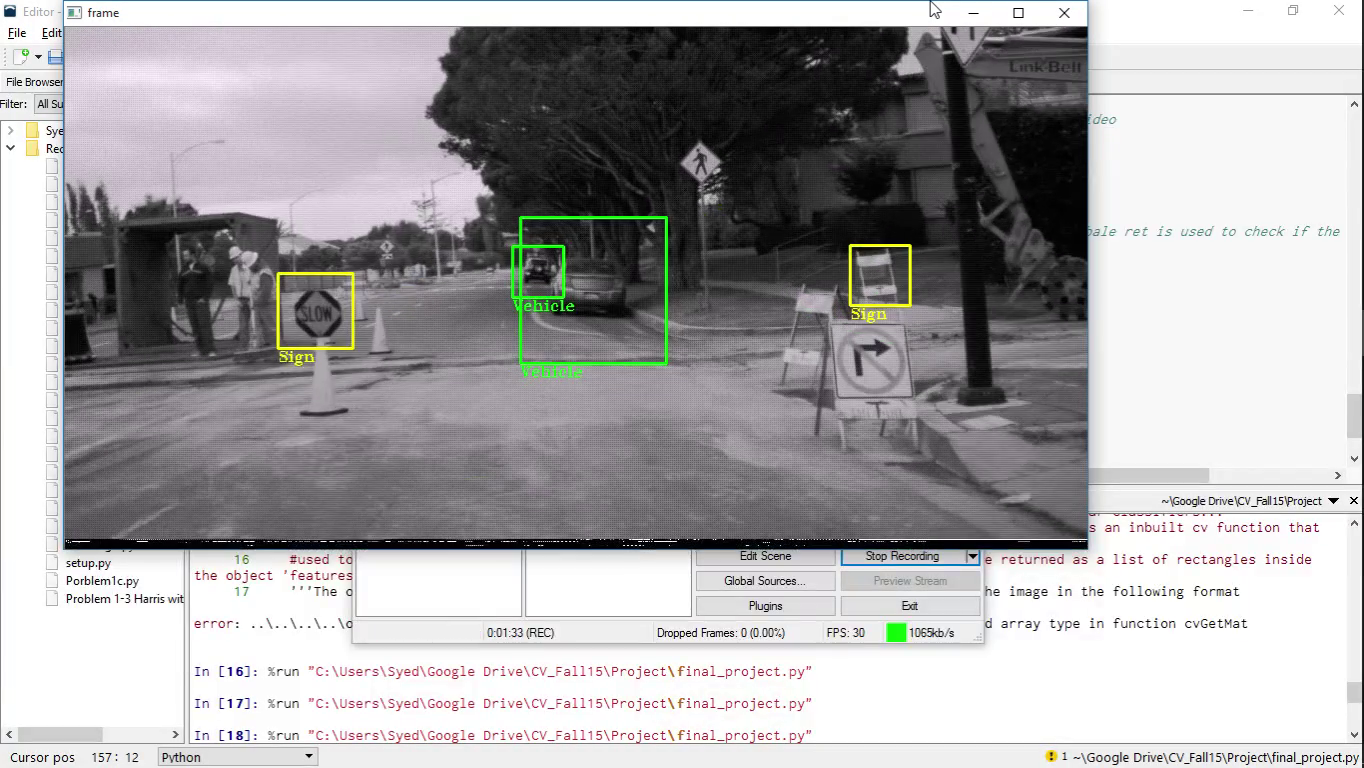 Editor -
frame
File Edit
File Browser
Filter: All Su
Sye
Rec
Link-Belt
SLOW
Sign
Vehicle
Vehicle
Sign
ideo
bale ret is used to check if the
~\Google Drive\CV_Fall15\Project
s an inbuilt cv function that
16 #used to
e returned as a list of rectangles inside
the object 'features
17 '''The o
he image in the following format
error: ..\..\..\..\o
d array type in function cvGetMat
setup.py
Porblem1c.py
Problem 1-3 Harris wit
Edit Scene
Stop Recording
Global Sources...
Preview Stream
Plugins
Exit
0:01:33 (REC)
Dropped Frames: 0 (0.00%)
FPS: 30
1065kb/s
In [16]: %run "C:\Users\Syed\Google Drive\CV_Fall15\Project\final_project.py"
In [17]: %run "C:\Users\Syed\Google Drive\CV_Fall15\Project\final_project.py"
In [18]: %run "C:\Users\Syed\Google Drive\CV_Fall15\Project\final_project.py"
Cursor pos 157: 12 Python
1 ~\Google Drive\CV_Fall15\Project\final_project.py